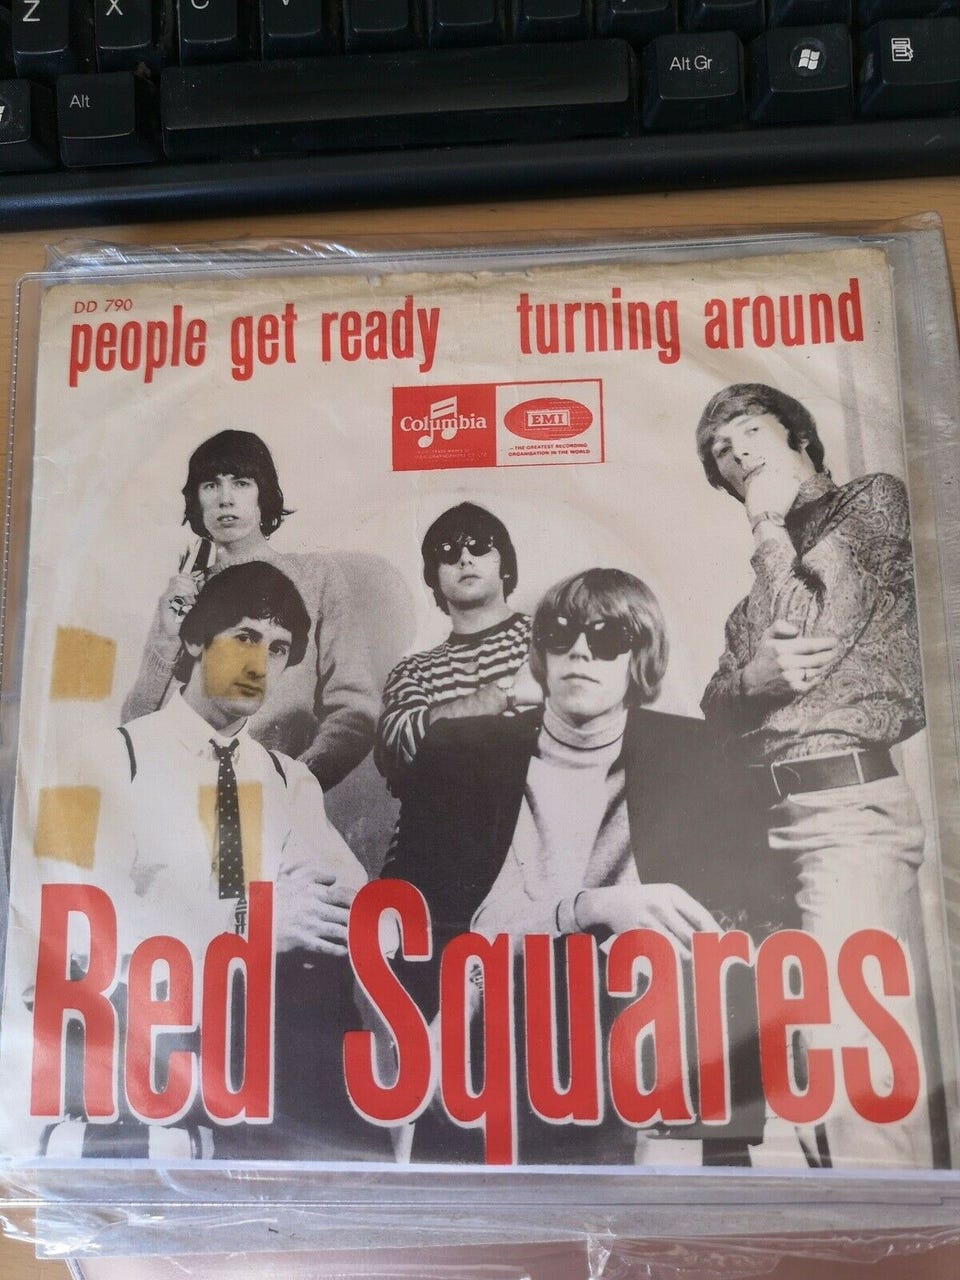 Z X C V
Alt
Alt Gr
DD 790
people get ready turning around
Columbia
EMI
— THE GREATEST RECORDING
ORGANISATION IN THE WORLD
Red Squares